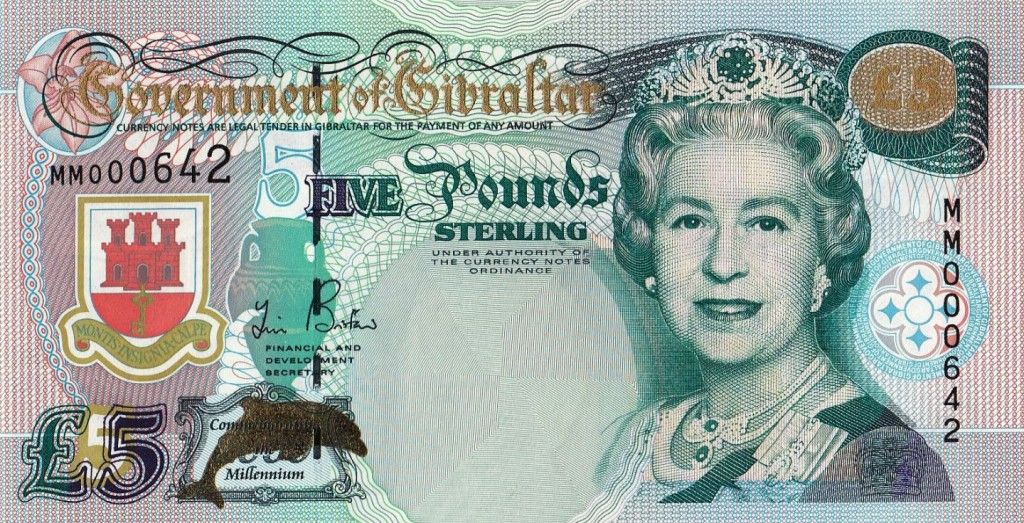 Government of Gibraltar
CURRENCY NOTES ARE LEGAL TENDER IN GIBRALTAR FOR THE PAYMENT OF ANY AMOUNT
£5
MM000642
5
FIVE Pounds
STERLING
UNDER AUTHORITY OF
THE CURRENCY NOTES
ORDINANCE
MM000642
MONTIS INSIGNIA CALPE
Tim Bristow
FINANCIAL AND
DEVELOPMENT
SECRETARY
£5
Millennium